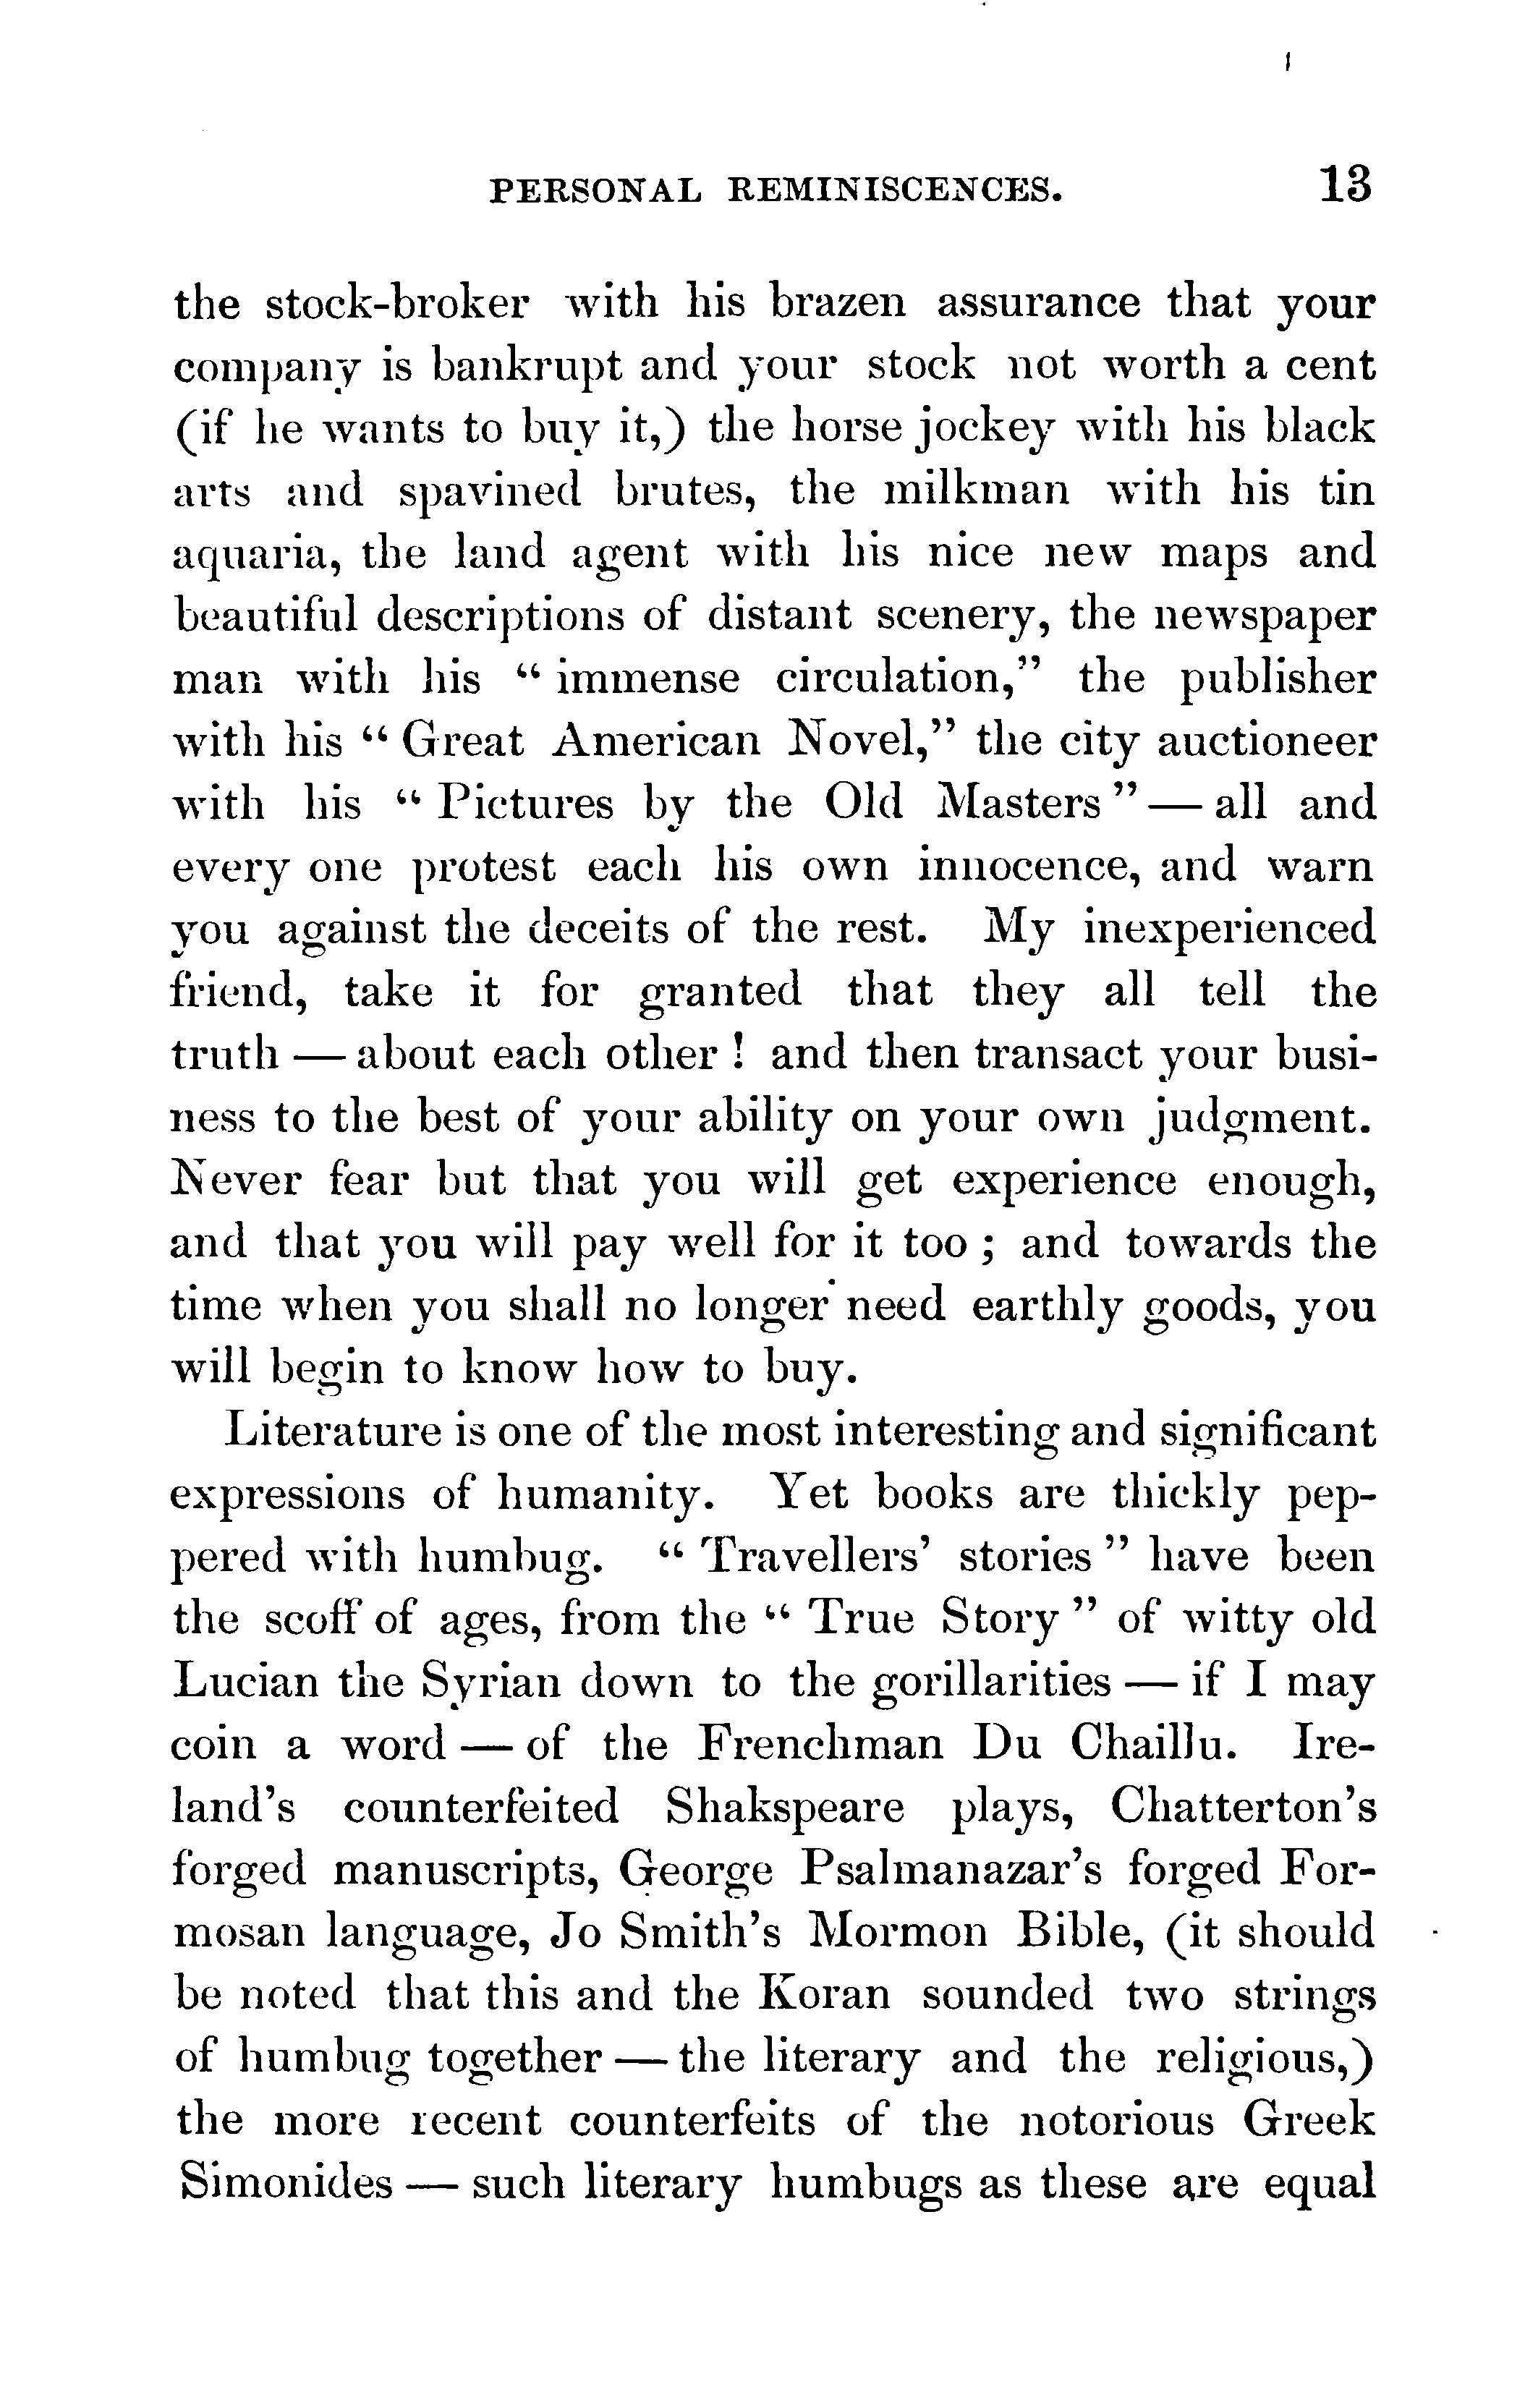 PERSONAL REMINISCENCES. 13
the stock-broker with his brazen assurance that your
company is bankrupt and your stock not worth a cent
(if he wants to buy it,) the horse jockey with his black
arts and spavined brutes, the milkman with his tin
aquaria, the land agent with his nice new maps and
beautiful descriptions of distant scenery, the newspaper
man with his “ immense circulation,” the publisher
with his “ Great American Novel,” the city auctioneer
with his “ Pictures by the Old Masters ” — all and
every one protest each his own innocence, and warn
you against the deceits of the rest. My inexperienced
friend, take it for granted that they all tell the
truth — about each other ! and then transact your busi-
ness to the best of your ability on your own judgment.
Never fear but that you will get experience enough,
and that you will pay well for it too ; and towards the
time when you shall no longer need earthly goods, you
will begin to know how to buy.
Literature is one of the most interesting and significant
expressions of humanity. Yet books are thickly pep-
pered with humbug. “ Travellers’ stories ” have been
the scoff of ages, from the “ True Story ” of witty old
Lucian the Syrian down to the gorillarities — if I may
coin a word — of the Frenchman Du Chaillu. Ire-
land’s counterfeited Shakspeare plays, Chatterton’s
forged manuscripts, George Psalmanazar’s forged For-
mosan language, Jo Smith’s Mormon Bible, (it should
be noted that this and the Koran sounded two strings
of humbug together — the literary and the religious,)
the more recent counterfeits of the notorious Greek
Simonides — such literary humbugs as these are equal